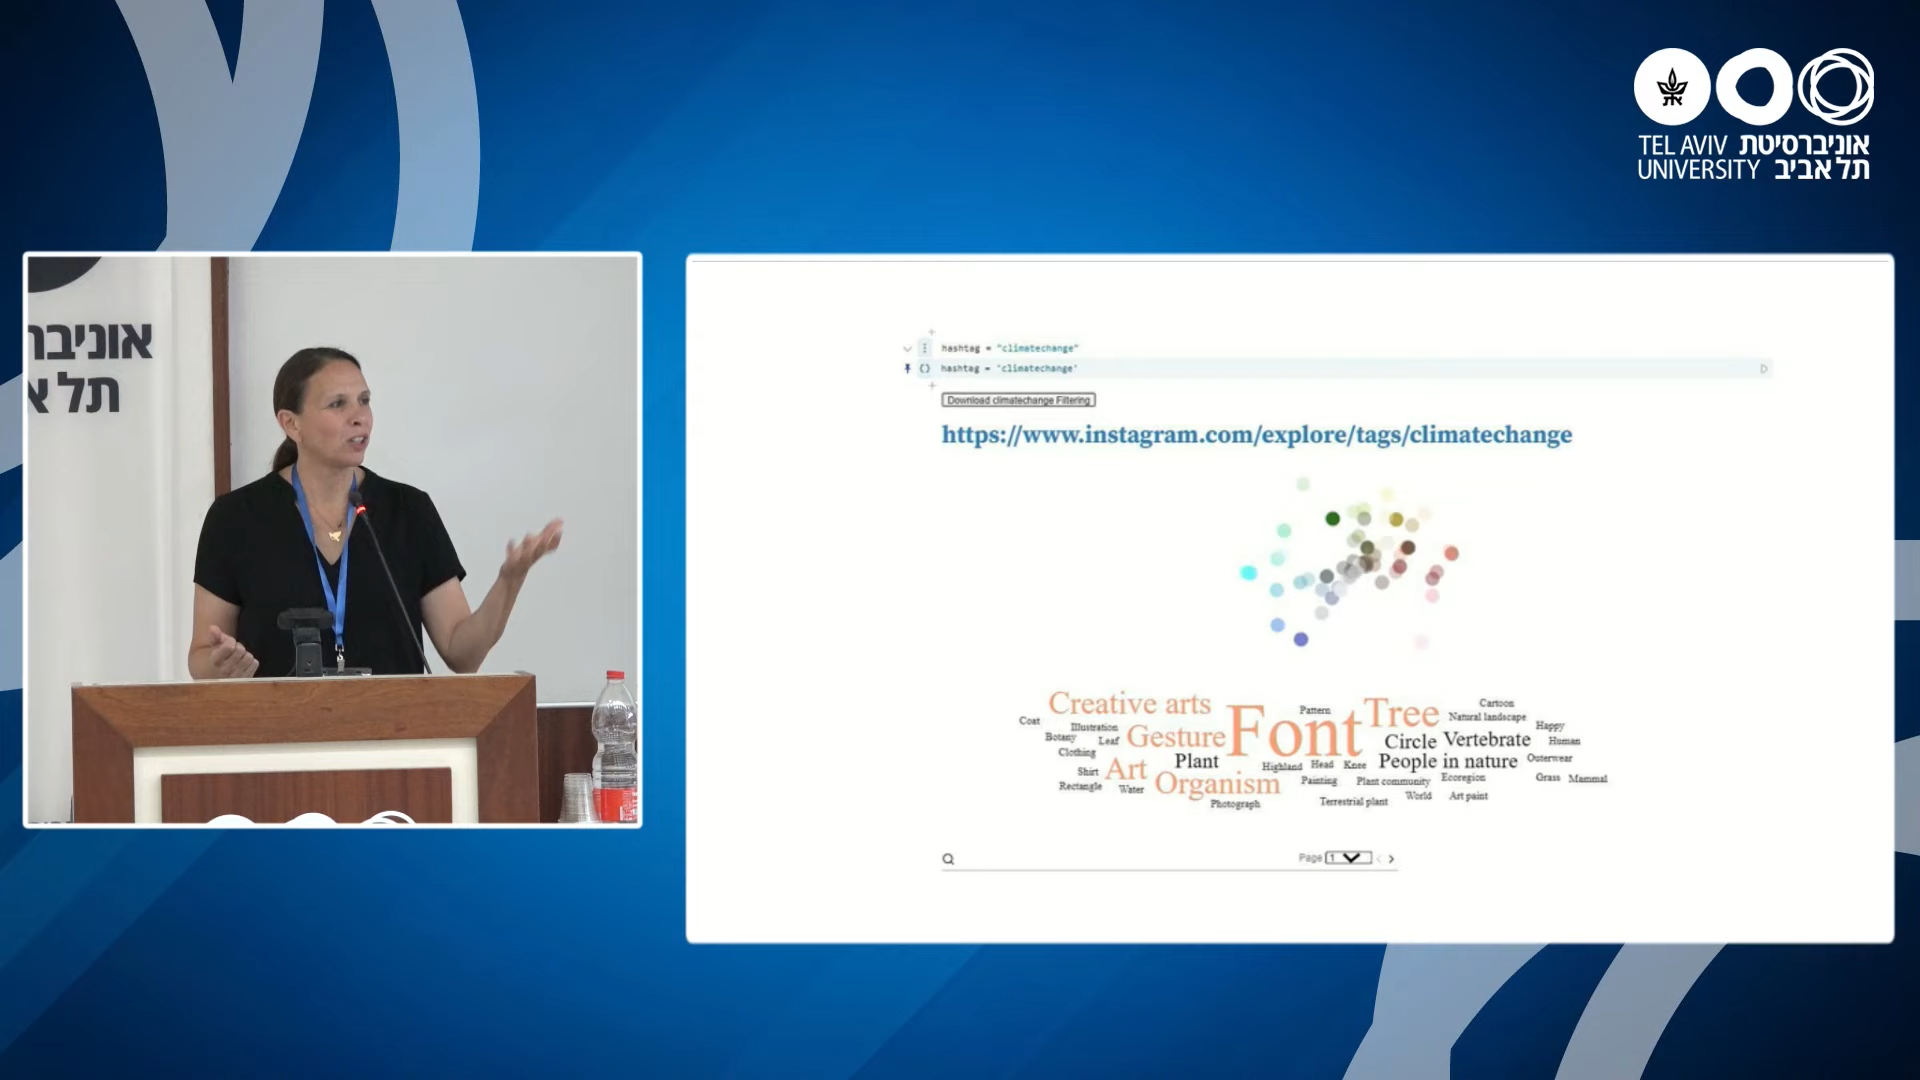 TEL AVIV אוניברסיטת
UNIVERSITY תל אביב
אוניבר
תל א
hashtag = "climatechange"
hashtag = 'climatechange'
Download climatechange Filtering
https://www.instagram.com/explore/tags/climatechange
Creative arts
Font
Tree
Cartoon
Coat
Pattern
Natural landscape
Illustration
Happy
Botany
Leaf
Gesture
Circle
Vertebrate
Human
Clothing
Plant
Highland
Head
Knee
People in nature
Outerwear
Shirt
Art
Organism
Painting
Plant community
Ecoregion
Grass
Mammal
Rectangle
Water
Photograph
Terrestrial plant
World
Art paint
Page 1